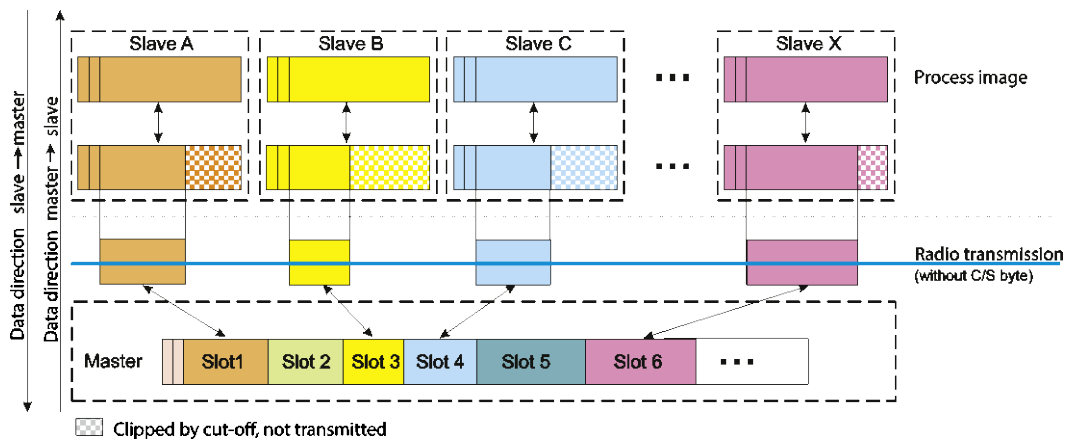 Slave A
Slave B
Slave C
Slave X
Process image
Data direction slave → master
Data direction master → slave
Radio transmission
(without C/S byte)
Master
Slot1
Slot 2
Slot 3
Slot 4
Slot 5
Slot 6
Clipped by cut-off, not transmitted